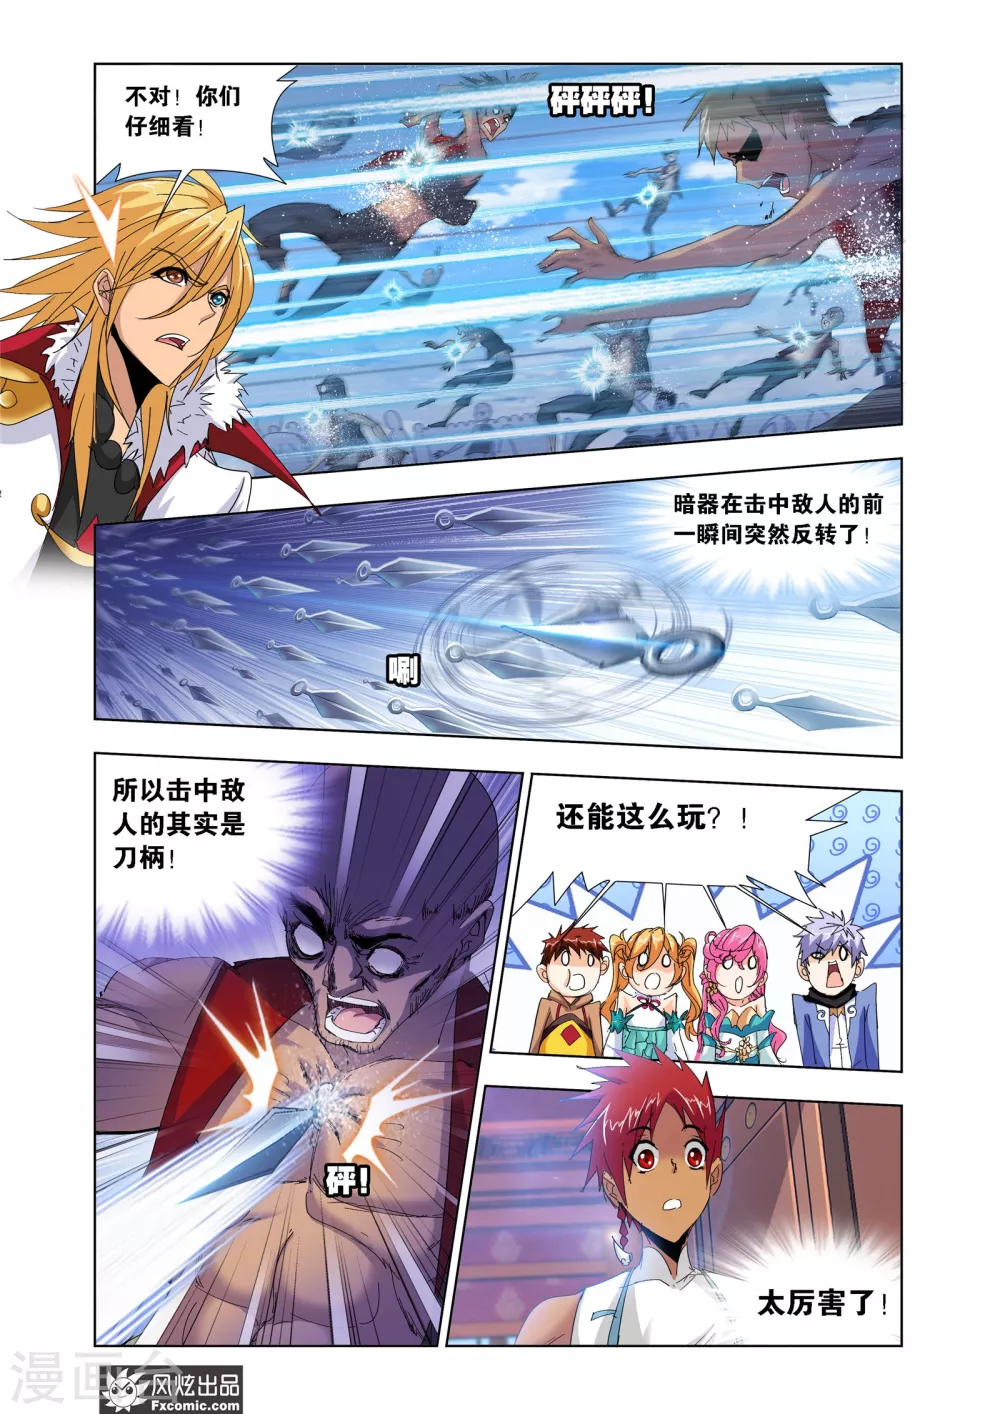 不对！你们
仔细看！
砰砰砰！
暗器在击中敌人的前
一瞬间突然反转了！
唰
所以击中敌
人的其实是
刀柄！
砰！
还能这么玩？！
太厉害了！
漫画台
风炫出品
Fxcomic.com